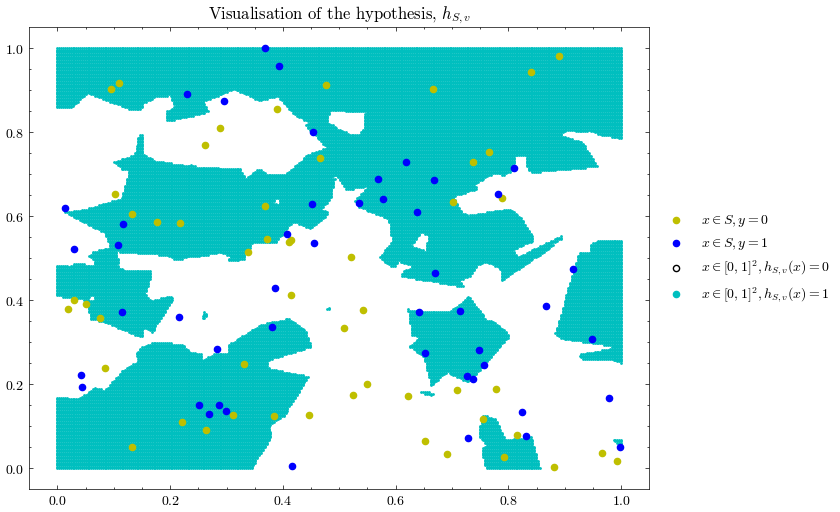 Visualisation of the hypothesis, $h_{S,v}$
1.0
0.8
0.6
0.4
0.2
0.0
0.0 0.2 0.4 0.6 0.8 1.0
$x \in S, y = 0$
$x \in S, y = 1$
$x \in [0, 1]^2, h_{S,v}(x) = 0$
$x \in [0, 1]^2, h_{S,v}(x) = 1$